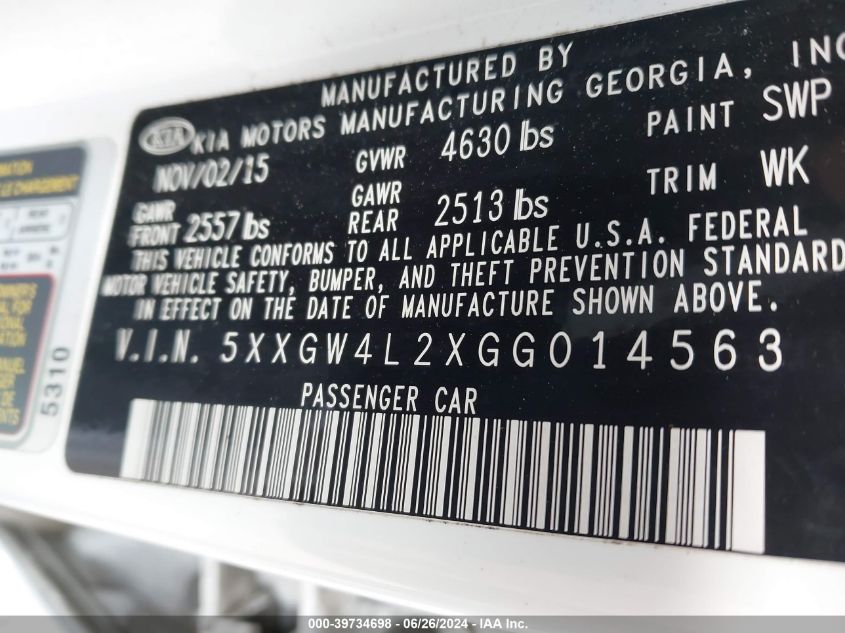 MANUFACTURED BY
KIA KIA MOTORS MANUFACTURING GEORGIA, INC
NOV/02/15 GVWR 4630 lbs PAINT SWP
GAWR FRONT 2557 lbs GAWR REAR 2513 lbs TRIM WK
THIS VEHICLE CONFORMS TO ALL APPLICABLE U.S.A. FEDERAL
MOTOR VEHICLE SAFETY, BUMPER, AND THEFT PREVENTION STANDARD
IN EFFECT ON THE DATE OF MANUFACTURE SHOWN ABOVE.
V.I.N. 5XXGW4L2XGG014563
PASSENGER CAR
5310
000-39734698 - 06/26/2024 - IAA Inc.